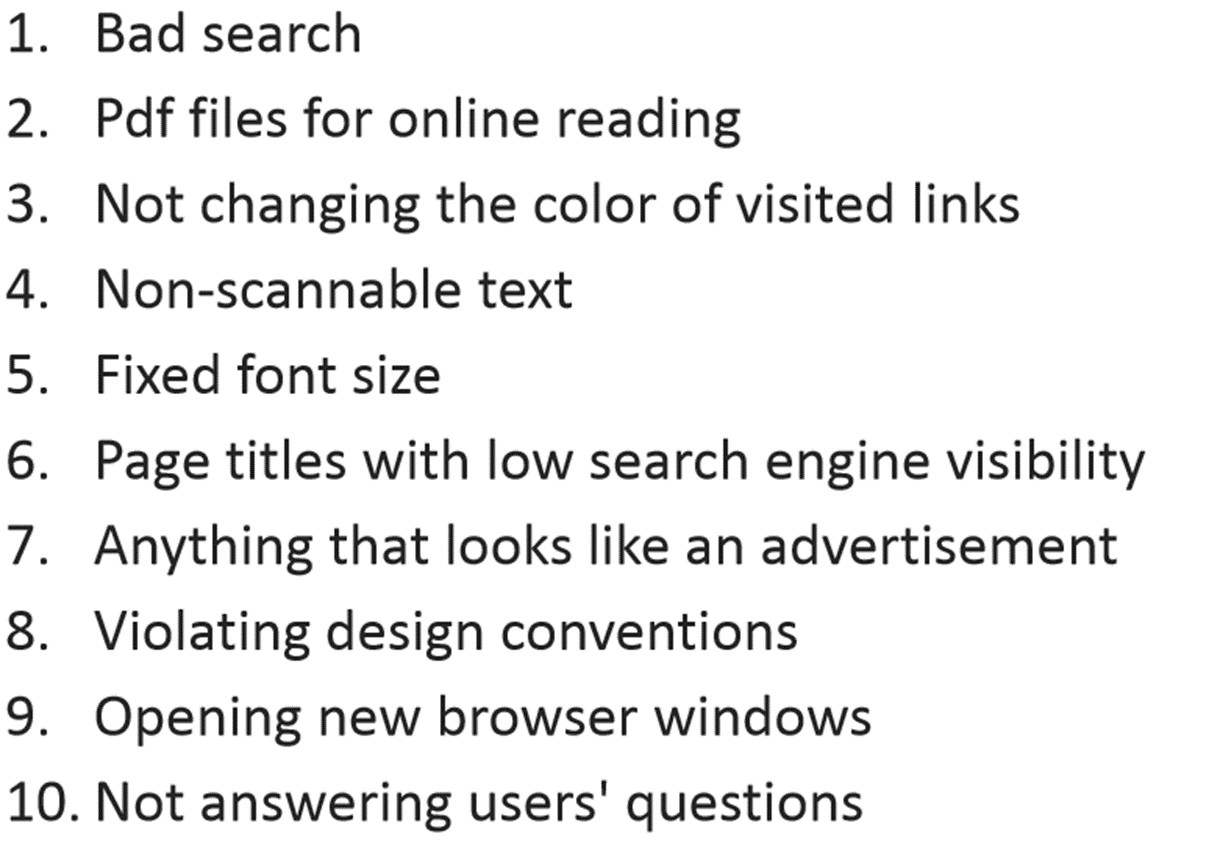 1. Bad search
2. Pdf files for online reading
3. Not changing the color of visited links
4. Non-scannable text
5. Fixed font size
6. Page titles with low search engine visibility
7. Anything that looks like an advertisement
8. Violating design conventions
9. Opening new browser windows
10. Not answering users' questions